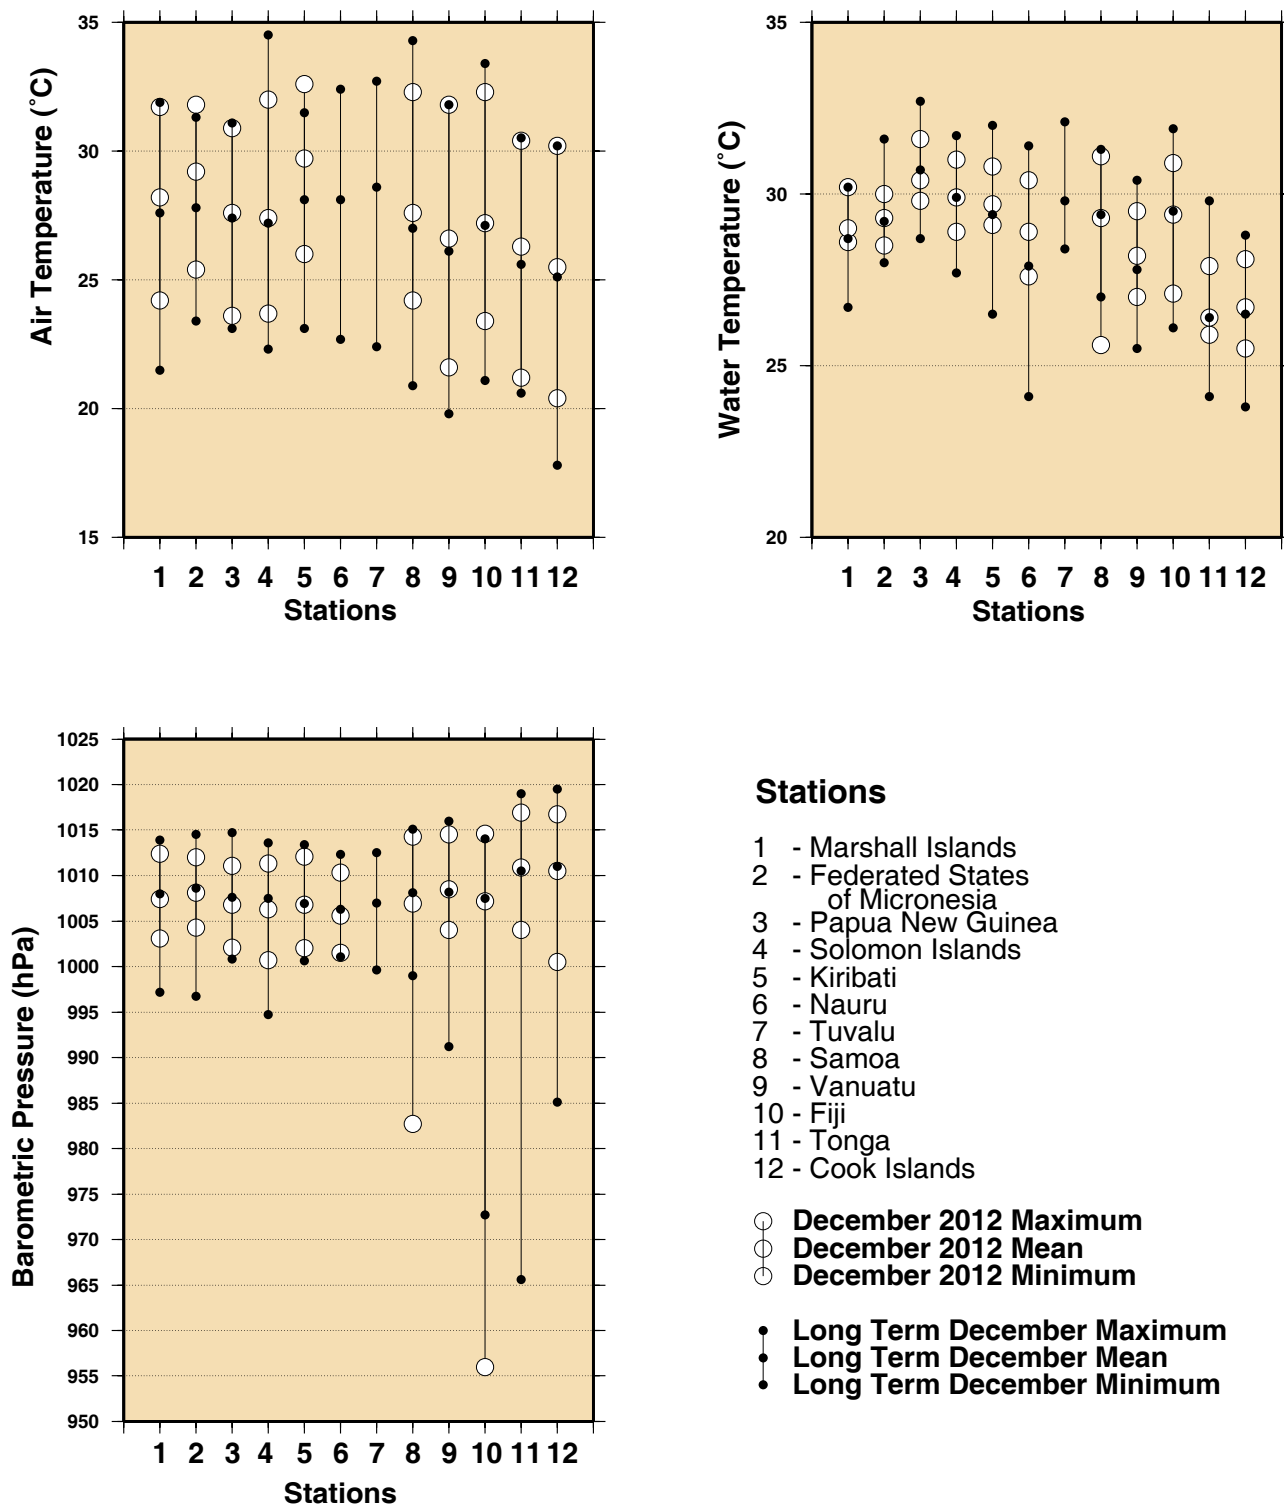 35
30
25
20
15
Air Temperature (˚C)
1 2 3 4 5 6 7 8 9 10 11 12
Stations
35
30
25
20
Water Temperature (˚C)
1 2 3 4 5 6 7 8 9 10 11 12
Stations
1025
1020
1015
1010
1005
1000
995
990
985
980
975
970
965
960
955
950
Barometric Pressure (hPa)
1 2 3 4 5 6 7 8 9 10 11 12
Stations
Stations
1 - Marshall Islands
2 - Federated States
of Micronesia
3 - Papua New Guinea
4 - Solomon Islands
5 - Kiribati
6 - Nauru
7 - Tuvalu
8 - Samoa
9 - Vanuatu
10 - Fiji
11 - Tonga
12 - Cook Islands
December 2012 Maximum
December 2012 Mean
December 2012 Minimum
Long Term December Maximum
Long Term December Mean
Long Term December Minimum